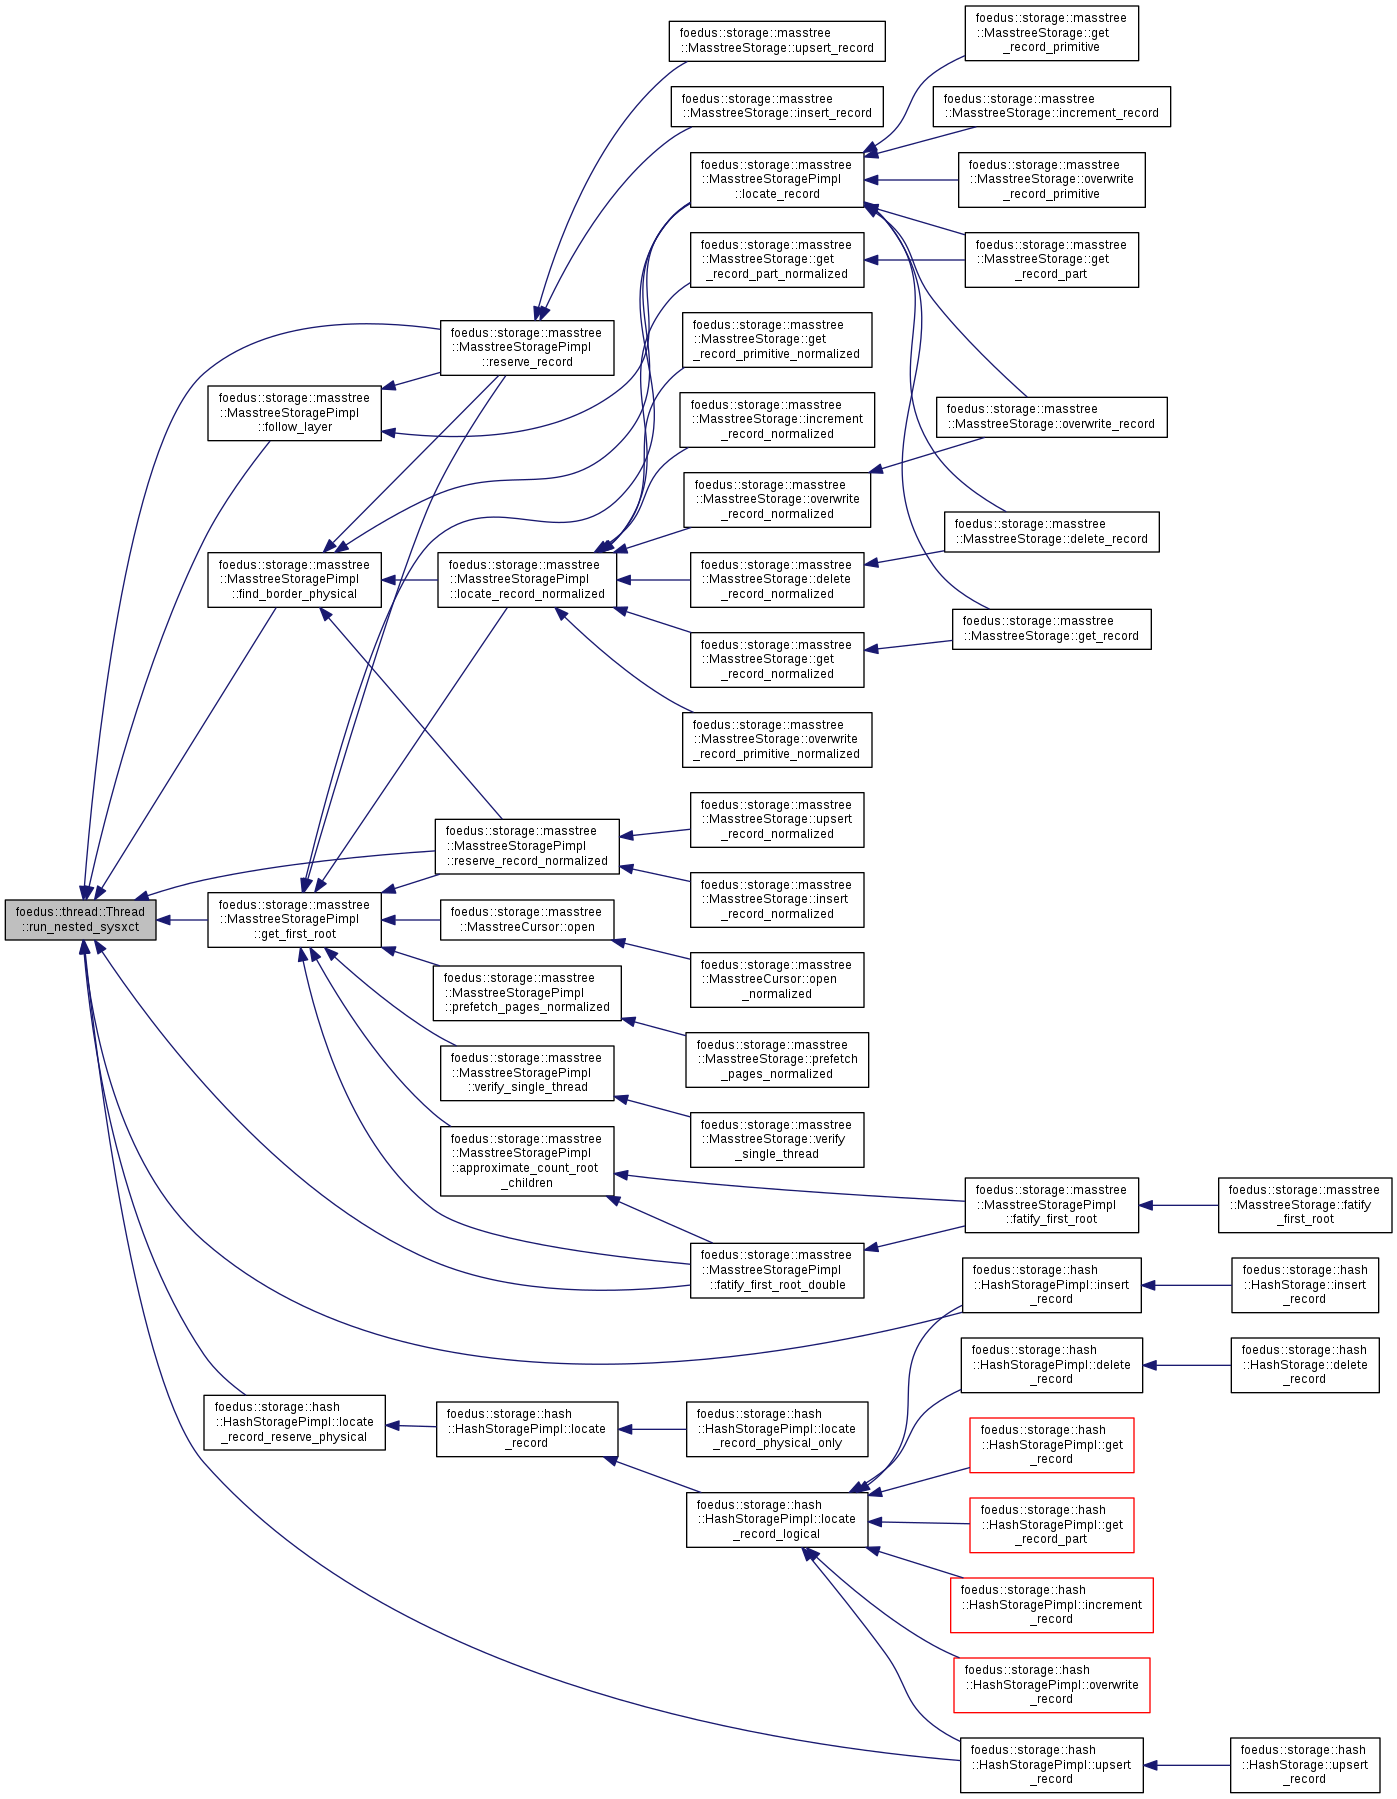 foedus::thread::Thread
::run_nested_sysxct
foedus::storage::masstree
::MasstreeStoragePimpl
::follow_layer
foedus::storage::masstree
::MasstreeStoragePimpl
::find_border_physical
foedus::storage::masstree
::MasstreeStoragePimpl
::get_first_root
foedus::storage::hash
::HashStoragePimpl::locate
_record_reserve_physical
foedus::storage::masstree
::MasstreeStoragePimpl
::reserve_record
foedus::storage::masstree
::MasstreeStoragePimpl
::locate_record_normalized
foedus::storage::masstree
::MasstreeStoragePimpl
::reserve_record_normalized
foedus::storage::masstree
::MasstreeCursor::open
foedus::storage::masstree
::MasstreeStoragePimpl
::prefetch_pages_normalized
foedus::storage::masstree
::MasstreeStoragePimpl
::verify_single_thread
foedus::storage::masstree
::MasstreeStoragePimpl
::approximate_count_root
_children
foedus::storage::hash
::HashStoragePimpl::locate
_record
foedus::storage::masstree
::MasstreeStorage::upsert_record
foedus::storage::masstree
::MasstreeStorage::insert_record
foedus::storage::masstree
::MasstreeStoragePimpl
::locate_record
foedus::storage::masstree
::MasstreeStorage::get
_record_part_normalized
foedus::storage::masstree
::MasstreeStorage::get
_record_primitive_normalized
foedus::storage::masstree
::MasstreeStorage::increment
_record_normalized
foedus::storage::masstree
::MasstreeStorage::overwrite
_record_normalized
foedus::storage::masstree
::MasstreeStorage::delete
_record_normalized
foedus::storage::masstree
::MasstreeStorage::get
_record_normalized
foedus::storage::masstree
::MasstreeStorage::overwrite
_record_primitive_normalized
foedus::storage::masstree
::MasstreeStorage::upsert
_record_normalized
foedus::storage::masstree
::MasstreeStorage::insert
_record_normalized
foedus::storage::masstree
::MasstreeCursor::open
_normalized
foedus::storage::masstree
::MasstreeStorage::prefetch
_pages_normalized
foedus::storage::masstree
::MasstreeStorage::verify
_single_thread
foedus::storage::masstree
::MasstreeStoragePimpl
::fatify_first_root_double
foedus::storage::hash
::HashStoragePimpl::locate
_record_physical_only
foedus::storage::hash
::HashStoragePimpl::locate
_record_logical
foedus::storage::masstree
::MasstreeStorage::get
_record_primitive
foedus::storage::masstree
::MasstreeStorage::increment_record
foedus::storage::masstree
::MasstreeStorage::overwrite
_record_primitive
foedus::storage::masstree
::MasstreeStorage::get
_record_part
foedus::storage::masstree
::MasstreeStorage::overwrite_record
foedus::storage::masstree
::MasstreeStorage::delete_record
foedus::storage::masstree
::MasstreeStorage::get_record
foedus::storage::masstree
::MasstreeStoragePimpl
::fatify_first_root
foedus::storage::hash
::HashStoragePimpl::insert
_record
foedus::storage::hash
::HashStoragePimpl::delete
_record
foedus::storage::hash
::HashStoragePimpl::get
_record
foedus::storage::hash
::HashStoragePimpl::get
_record_part
foedus::storage::hash
::HashStoragePimpl::increment
_record
foedus::storage::hash
::HashStoragePimpl::overwrite
_record
foedus::storage::hash
::HashStoragePimpl::upsert
_record
foedus::storage::masstree
::MasstreeStorage::fatify
_first_root
foedus::storage::hash
::HashStorage::insert
_record
foedus::storage::hash
::HashStorage::delete
_record
foedus::storage::hash
::HashStorage::upsert
_record